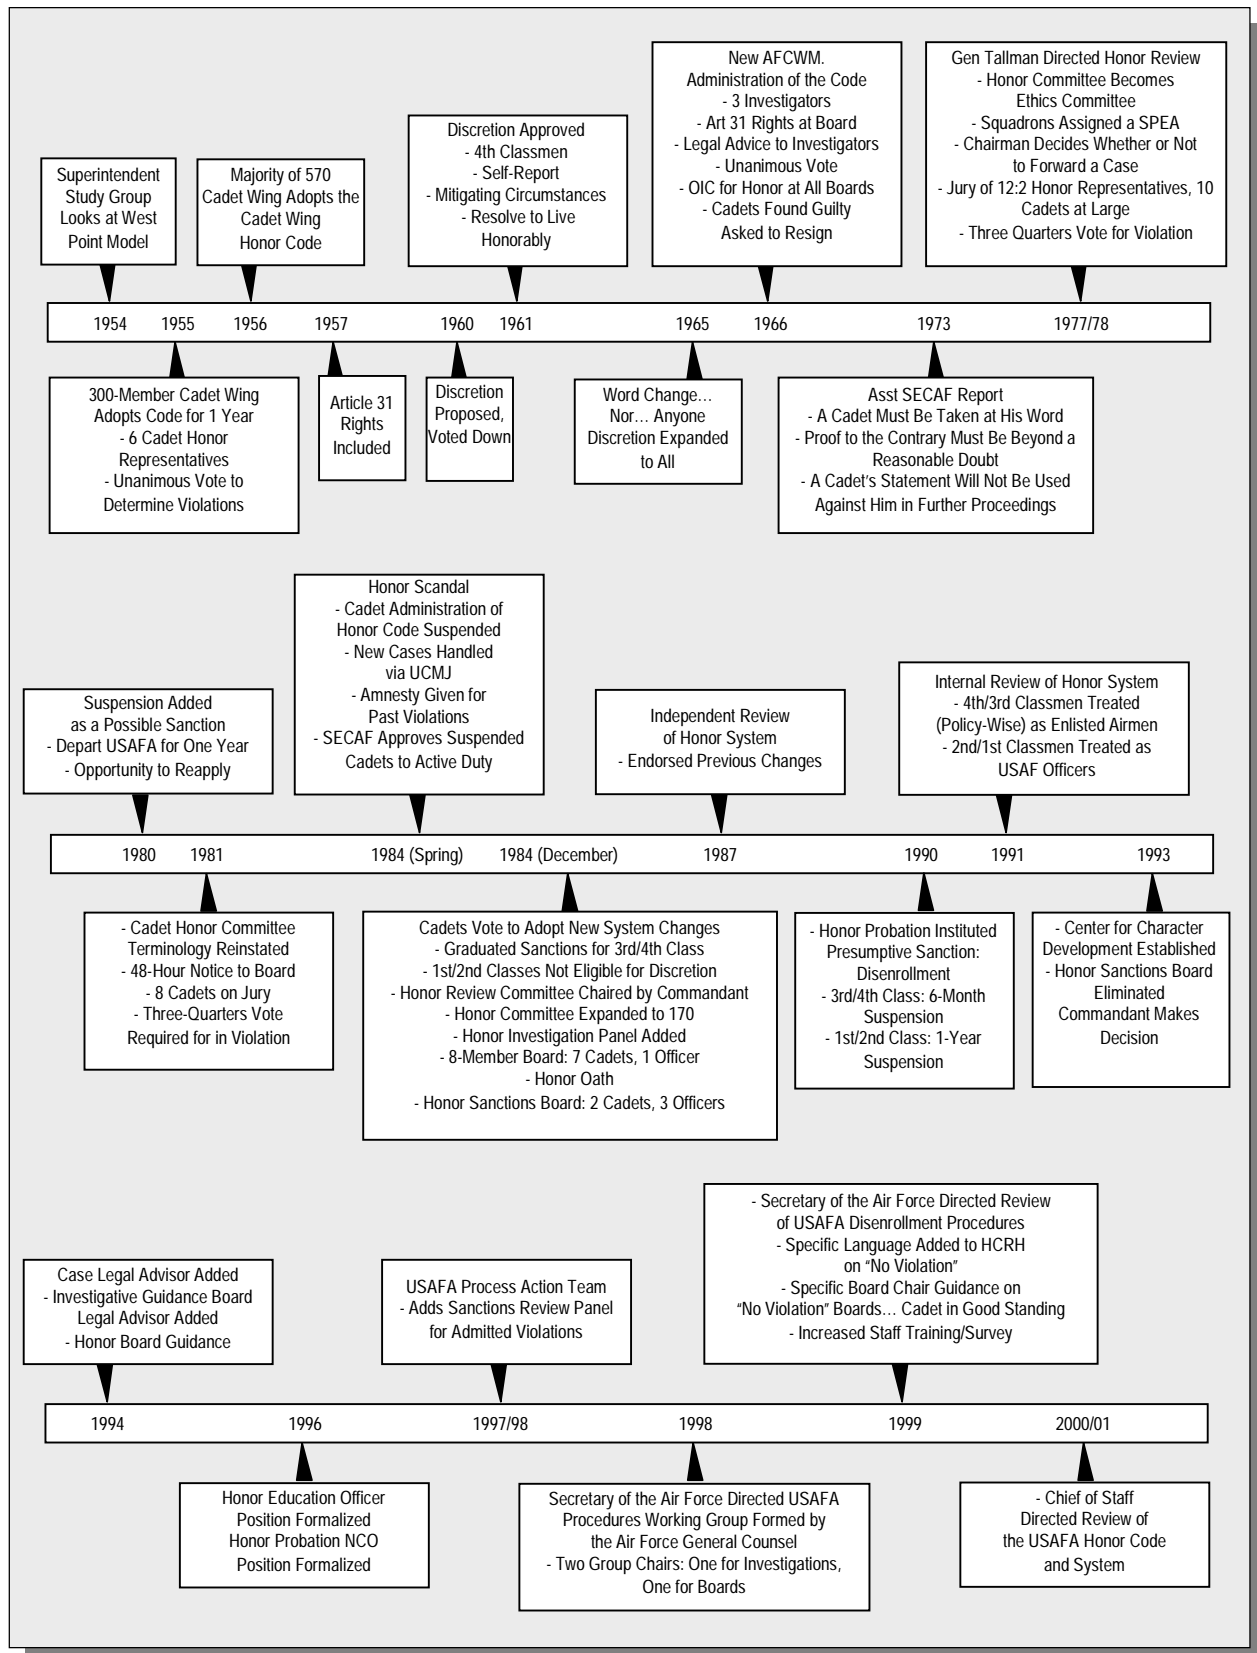 Superintendent
Study Group
Looks at West
Point Model
Majority of 570
Cadet Wing Adopts the
Cadet Wing
Honor Code
Discretion Approved
- 4th Classmen
- Self-Report
- Mitigating Circumstances
- Resolve to Live
Honorably
New AFCWM.
Administration of the Code
- 3 Investigators
- Art 31 Rights at Board
- Legal Advice to Investigators
- Unanimous Vote
- OIC for Honor at All Boards
- Cadets Found Guilty
Asked to Resign
Gen Tallman Directed Honor Review
- Honor Committee Becomes
Ethics Committee
- Squadrons Assigned a SPEA
- Chairman Decides Whether or Not
to Forward a Case
- Jury of 12:2 Honor Representatives, 10
Cadets at Large
- Three Quarters Vote for Violation
1954 1955 1956 1957 1960 1961 1965 1966 1973 1977/78
300-Member Cadet Wing
Adopts Code for 1 Year
- 6 Cadet Honor
Representatives
- Unanimous Vote to
Determine Violations
Article 31
Rights
Included
Discretion
Proposed,
Voted Down
Word Change…
Nor… Anyone
Discretion Expanded
to All
Asst SECAF Report
- A Cadet Must Be Taken at His Word
- Proof to the Contrary Must Be Beyond a
Reasonable Doubt
- A Cadet's Statement Will Not Be Used
Against Him in Further Proceedings
Suspension Added
as a Possible Sanction
- Depart USAFA for One Year
- Opportunity to Reapply
Honor Scandal
- Cadet Administration of
Honor Code Suspended
- New Cases Handled
via UCMJ
- Amnesty Given for
Past Violations
- SECAF Approves Suspended
Cadets to Active Duty
Independent Review
of Honor System
- Endorsed Previous Changes
Internal Review of Honor System
- 4th/3rd Classmen Treated
(Policy-Wise) as Enlisted Airmen
- 2nd/1st Classmen Treated as
USAF Officers
1980 1981 1984 (Spring) 1984 (December) 1987 1990 1991 1993
- Cadet Honor Committee
Terminology Reinstated
- 48-Hour Notice to Board
- 8 Cadets on Jury
- Three-Quarters Vote
Required for in Violation
Cadets Vote to Adopt New System Changes
- Graduated Sanctions for 3rd/4th Class
- 1st/2nd Classes Not Eligible for Discretion
- Honor Review Committee Chaired by Commandant
- Honor Committee Expanded to 170
- Honor Investigation Panel Added
- 8-Member Board: 7 Cadets, 1 Officer
- Honor Oath
- Honor Sanctions Board: 2 Cadets, 3 Officers
- Honor Probation Instituted
Presumptive Sanction:
Disenrollment
- 3rd/4th Class: 6-Month
Suspension
- 1st/2nd Class: 1-Year
Suspension
- Center for Character
Development Established
- Honor Sanctions Board
Eliminated
Commandant Makes
Decision
Case Legal Advisor Added
- Investigative Guidance Board
Legal Advisor Added
- Honor Board Guidance
USAFA Process Action Team
- Adds Sanctions Review Panel
for Admitted Violations
- Secretary of the Air Force Directed Review
of USAFA Disenrollment Procedures
- Specific Language Added to HCRH
on "No Violation"
- Specific Board Chair Guidance on
"No Violation" Boards… Cadet in Good Standing
- Increased Staff Training/Survey
1994 1996 1997/98 1998 1999 2000/01
Honor Education Officer
Position Formalized
Honor Probation NCO
Position Formalized
Secretary of the Air Force Directed USAFA
Procedures Working Group Formed by
the Air Force General Counsel
- Two Group Chairs: One for Investigations,
One for Boards
- Chief of Staff
Directed Review of
the USAFA Honor Code
and System